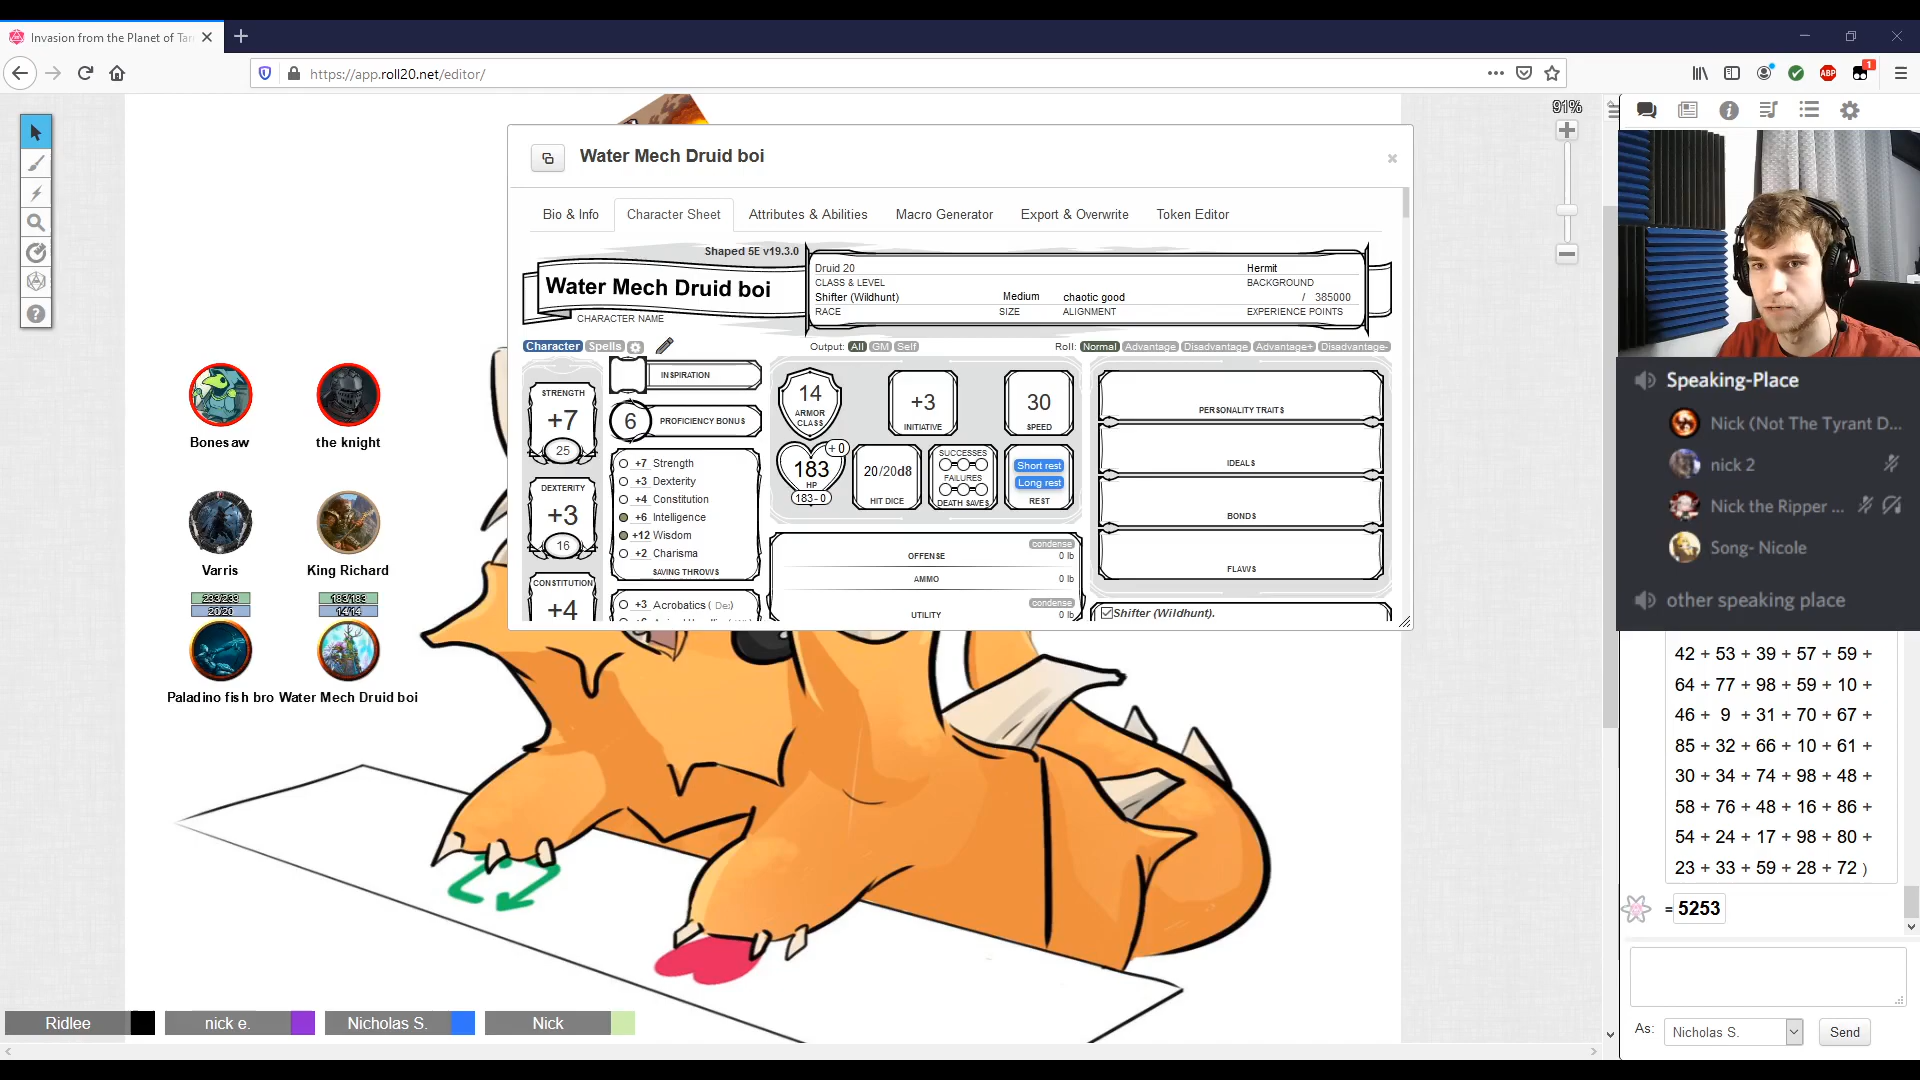 Invasion from the Planet of Tar
https://app.roll20.net/editor/
ABP
1
91%
Water Mech Druid boi
Bio & Info
Character Sheet
Attributes & Abilities
Macro Generator
Export & Overwrite
Token Editor
Shaped 5E v19.3.0
Water Mech Druid boi
CHARACTER NAME
Druid 20
Hermit
CLASS & LEVEL
BACKGROUND
Shifter (Wildhunt)
Medium
chaotic good
/ 385000
RACE
SIZE
ALIGNMENT
EXPERIENCE POINTS
Character
Spells
Output:
All
GM
Self
Roll:
Normal
Advantage
Disadvantage
Advantage+
Disadvantage-
STRENGTH
+7
25
DEXTERITY
+3
16
CONSTITUTION
+4
INSPIRATION
6
PROFICIENCY BONUS
+7 Strength
+3 Dexterity
+4 Constitution
+6 Intelligence
+12 Wisdom
+2 Charisma
SAVING THROWS
+3 Acrobatics ( Dex)
14
ARMOR
CLASS
+3
INITIATIVE
30
SPEED
+ 0
183
HP
183 - 0
20/20d8
HIT DICE
SUCCESSES
FAILURES
DEATH SAVES
Short rest
Long rest
REST
condense
OFFENSE
0 lb
AMMO
0 lb
condense
UTILITY
0 lb
PERSONALITY TRAITS
IDEALS
BONDS
FLAWS
Shifter (Wildhunt).
Bonesaw
the knight
Varris
King Richard
233/233
20/20
183/183
14/14
Paladino fish bro
Water Mech Druid boi
Speaking-Place
Nick (Not The Tyrant D...
nick 2
Nick the Ripper ...
Song- Nicole
other speaking place
42 + 53 + 39 + 57 + 59 +
64 + 77 + 98 + 59 + 10 +
46 + 9 + 31 + 70 + 67 +
85 + 32 + 66 + 10 + 61 +
30 + 34 + 74 + 98 + 48 +
58 + 76 + 48 + 16 + 86 +
54 + 24 + 17 + 98 + 80 +
23 + 33 + 59 + 28 + 72 )
=5253
As:
Nicholas S.
Send
Ridlee
nick e.
Nicholas S.
Nick